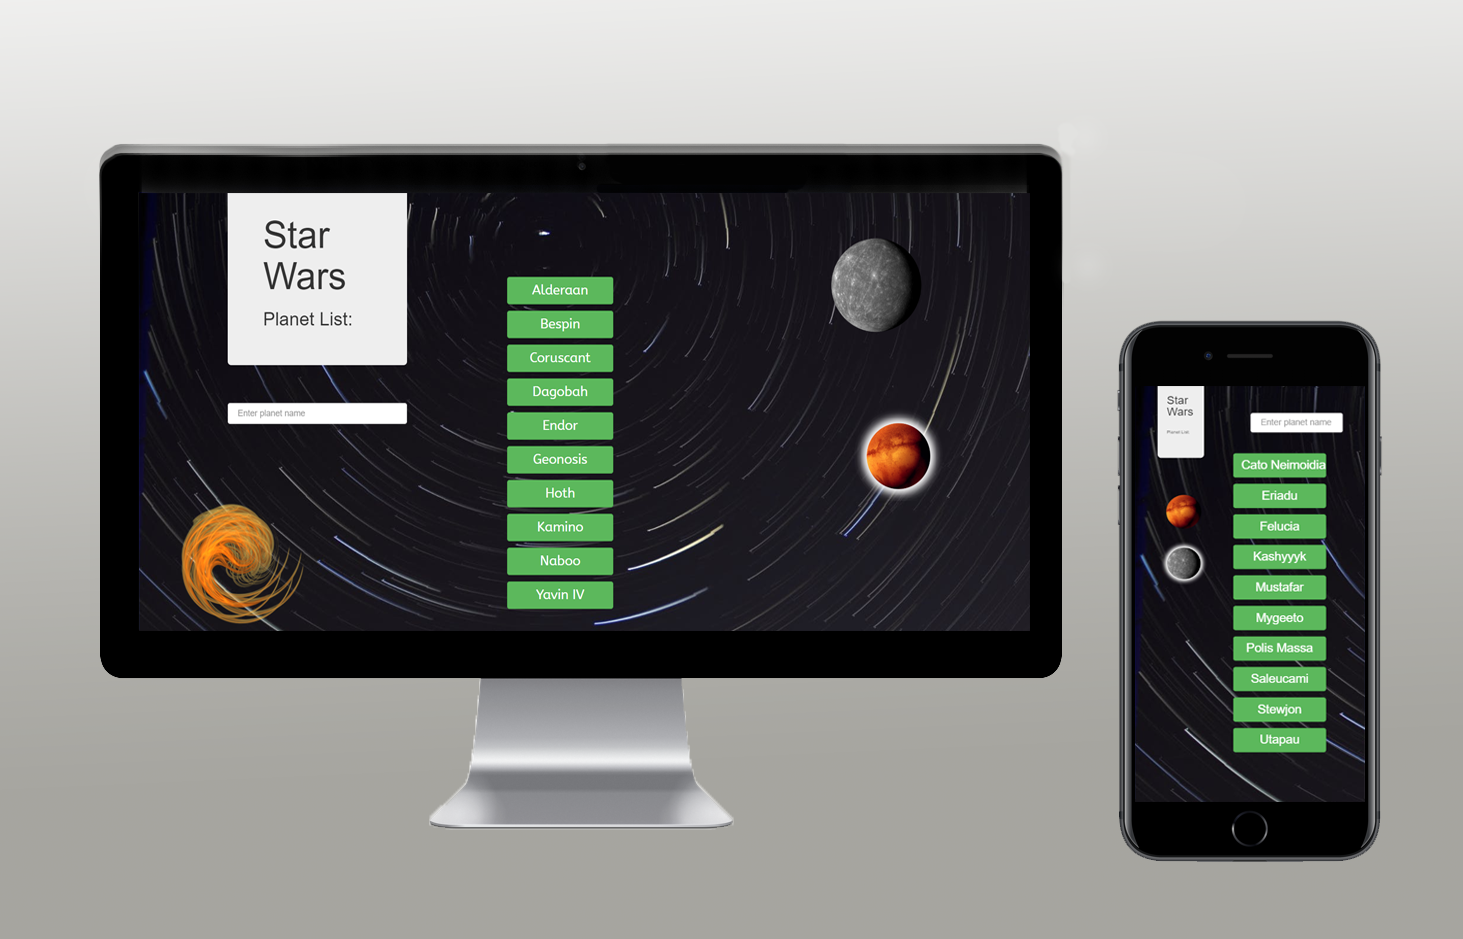 Star
Wars
Planet List:
Enter planet name
Alderaan
Bespin
Coruscant
Dagobah
Endor
Geonosis
Hoth
Kamino
Naboo
Yavin IV
Star
Wars
Planet List:
Enter planet name
Cato Neimoidia
Eriadu
Felucia
Kashyyyk
Mustafar
Mygeeto
Polis Massa
Saleucami
Stewjon
Utapau